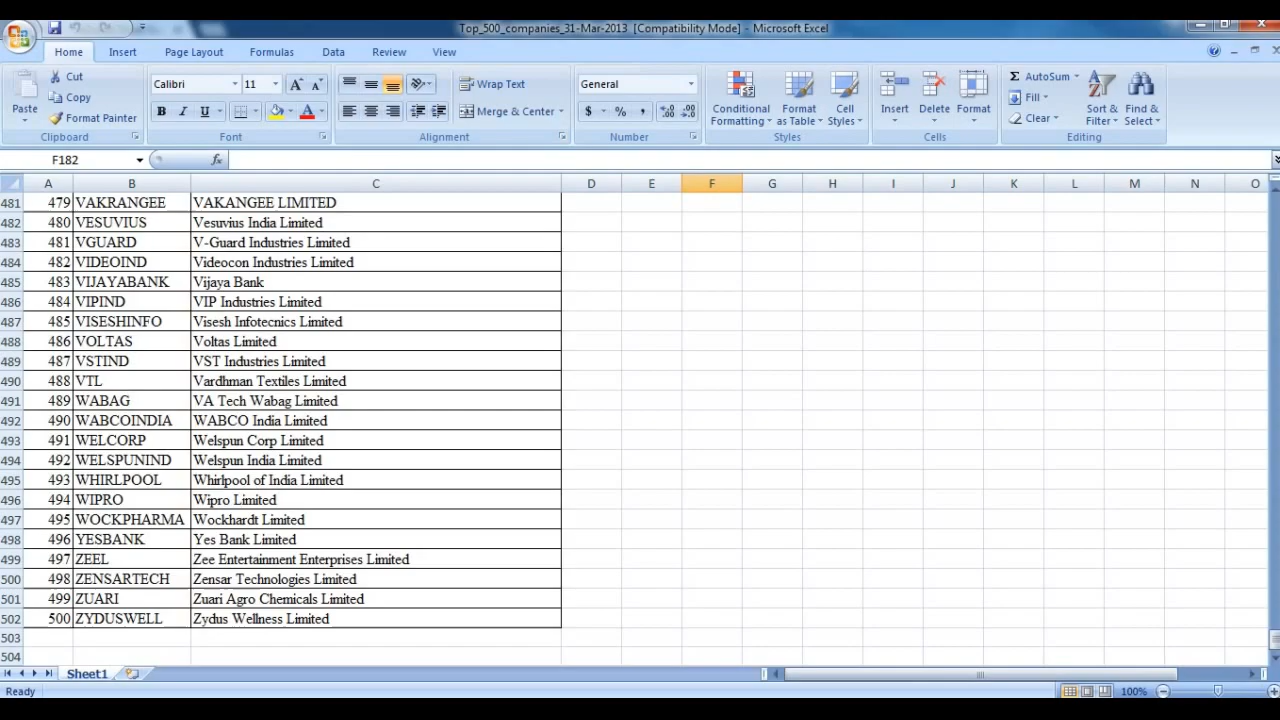 Top_500_companies_31-Mar-2013 [Compatibility Mode] - Microsoft Excel
Home Insert Page Layout Formulas Data Review View
Paste Cut Calibri 11 Wrap Text General Conditional Formatting Format as Table Cell Styles Insert Delete Format AutoSum Sort & Filter Find & Select
Copy Merge & Center Fill
Format Painter Clear
Clipboard Font Alignment Number Styles Cells Editing
F182 fx
A B C D E F G H I J K L M N O
481 479 VAKRANGEE VAKANGEE LIMITED
482 480 VESUVIUS Vesuvius India Limited
483 481 VGUARD V-Guard Industries Limited
484 482 VIDEOIND Videocon Industries Limited
485 483 VIJAYABANK Vijaya Bank
486 484 VIPIND VIP Industries Limited
487 485 VISESHINFO Visesh Infotecnics Limited
488 486 VOLTAS Voltas Limited
489 487 VSTIND VST Industries Limited
490 488 VTL Vardhman Textiles Limited
491 489 WABAG VA Tech Wabag Limited
492 490 WABCOINDIA WABCO India Limited
493 491 WELCORP Welspun Corp Limited
494 492 WELSPUNIND Welspun India Limited
495 493 WHIRLPOOL Whirlpool of India Limited
496 494 WIPRO Wipro Limited
497 495 WOCKPHARMA Wockhardt Limited
498 496 YESBANK Yes Bank Limited
499 497 ZEEL Zee Entertainment Enterprises Limited
500 498 ZENSARTECH Zensar Technologies Limited
501 499 ZUARI Zuari Agro Chemicals Limited
502 500 ZYDUSWELL Zydus Wellness Limited
503
504
Sheet1
Ready 100%